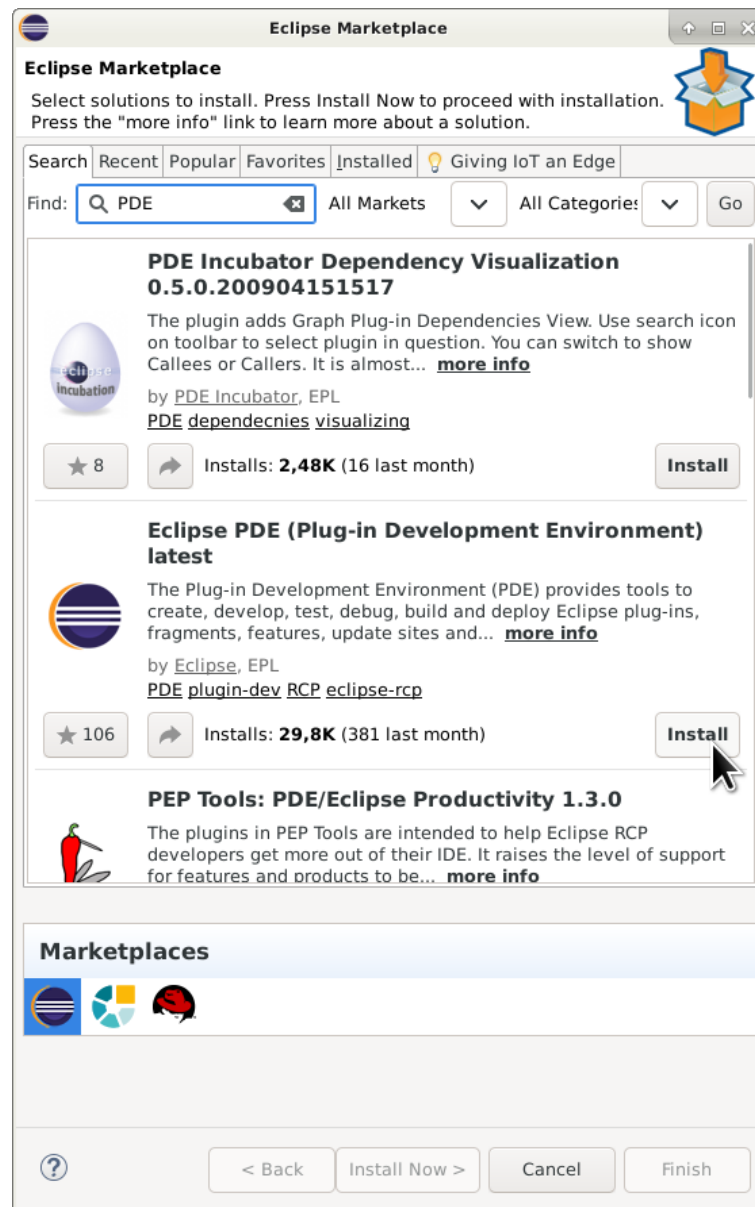 Eclipse Marketplace
Eclipse Marketplace
Select solutions to install. Press Install Now to proceed with installation.
Press the "more info" link to learn more about a solution.
Search Recent Popular Favorites Installed Giving IoT an Edge
Find: PDE All Markets All Categories Go
PDE Incubator Dependency Visualization
0.5.0.200904151517
The plugin adds Graph Plug-in Dependencies View. Use search icon
on toolbar to select plugin in question. You can switch to show
Callees or Callers. It is almost... more info
eclipse
incubation
by PDE Incubator, EPL
PDE dependecnies visualizing
8 Installs: 2,48K (16 last month) Install
Eclipse PDE (Plug-in Development Environment)
latest
The Plug-in Development Environment (PDE) provides tools to
create, develop, test, debug, build and deploy Eclipse plug-ins,
fragments, features, update sites and... more info
by Eclipse, EPL
PDE plugin-dev RCP eclipse-rcp
106 Installs: 29,8K (381 last month) Install
PEP Tools: PDE/Eclipse Productivity 1.3.0
The plugins in PEP Tools are intended to help Eclipse RCP
developers get more out of their IDE. It raises the level of support
for features and products to be... more info
Marketplaces
? < Back Install Now > Cancel Finish